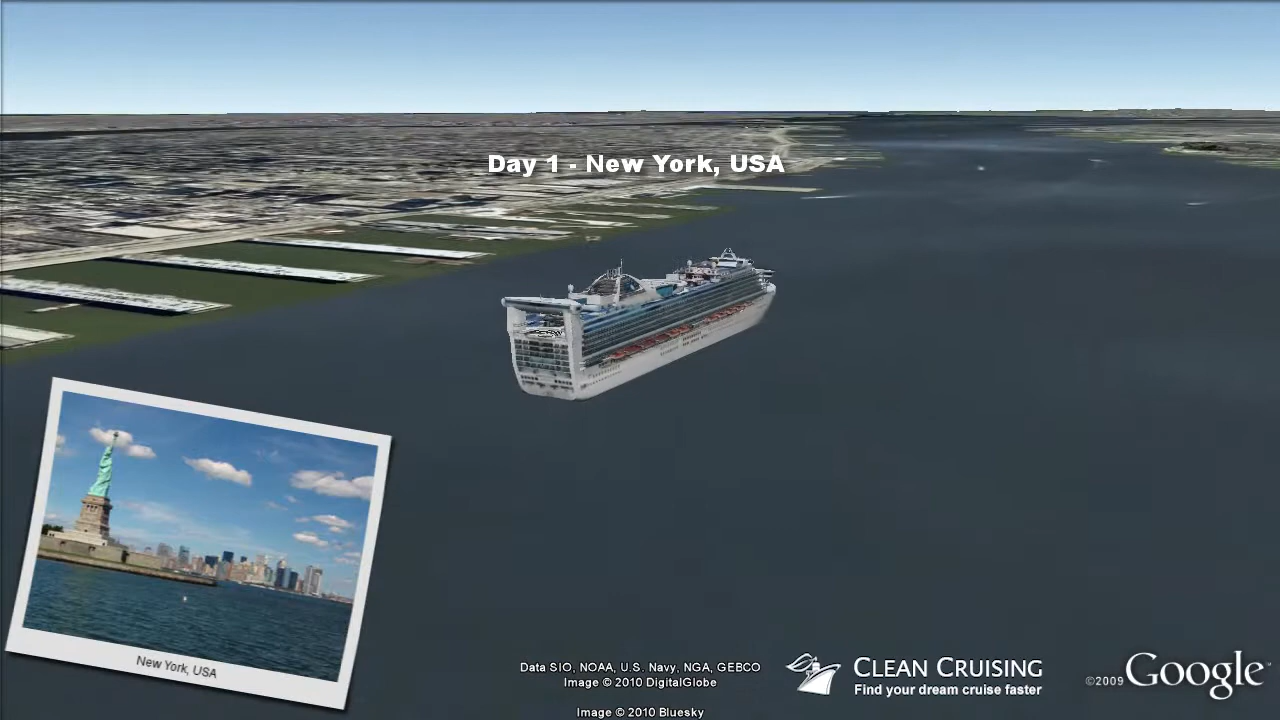 Day 1 - New York, USA
New York, USA
Data SIO, NOAA, U.S. Navy, NGA, GEBCO
Image © 2010 DigitalGlobe
Image © 2010 Bluesky
CLEAN CRUISING
Find your dream cruise faster
©2009 Google